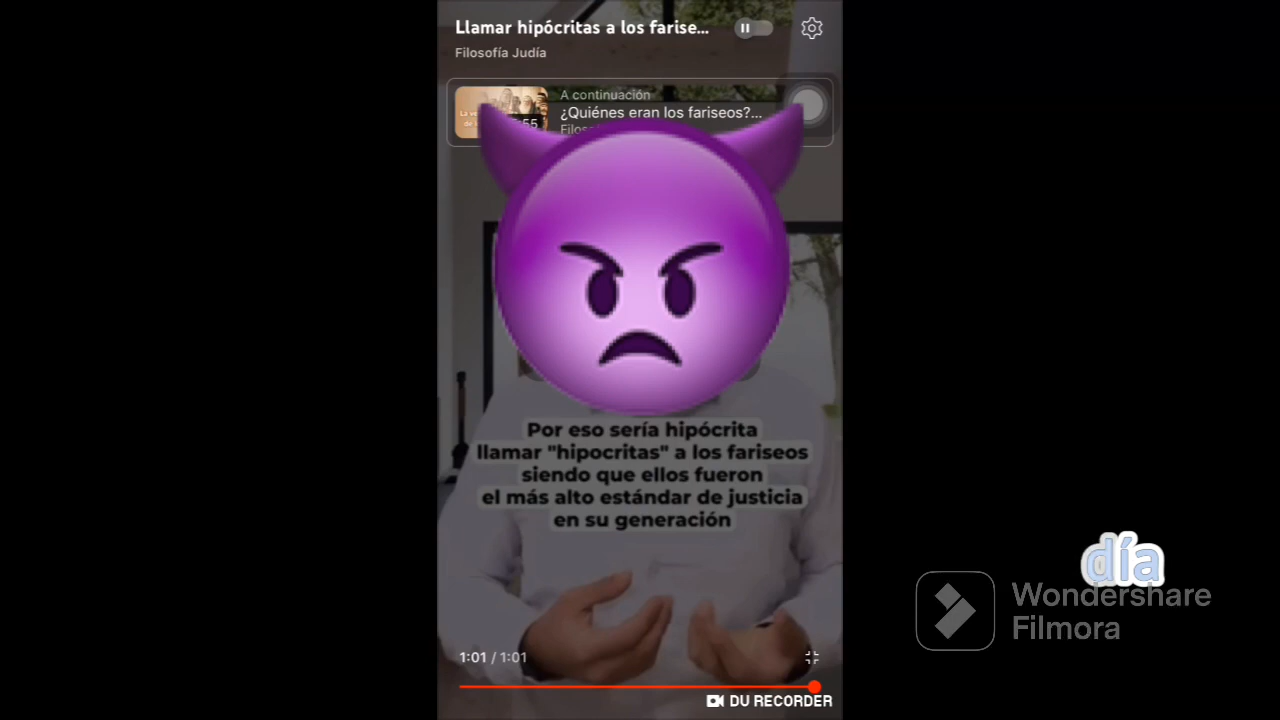 Llamar hipócritas a los farise...
Filosofía Judía
A continuación
¿Quiénes eran los fariseos?...
Por eso sería hipócrita
llamar "hipocritas" a los fariseos
siendo que ellos fueron
el más alto estándar de justicia
en su generación
día
Wondershare
Filmora
1:01 / 1:01
DU RECORDER